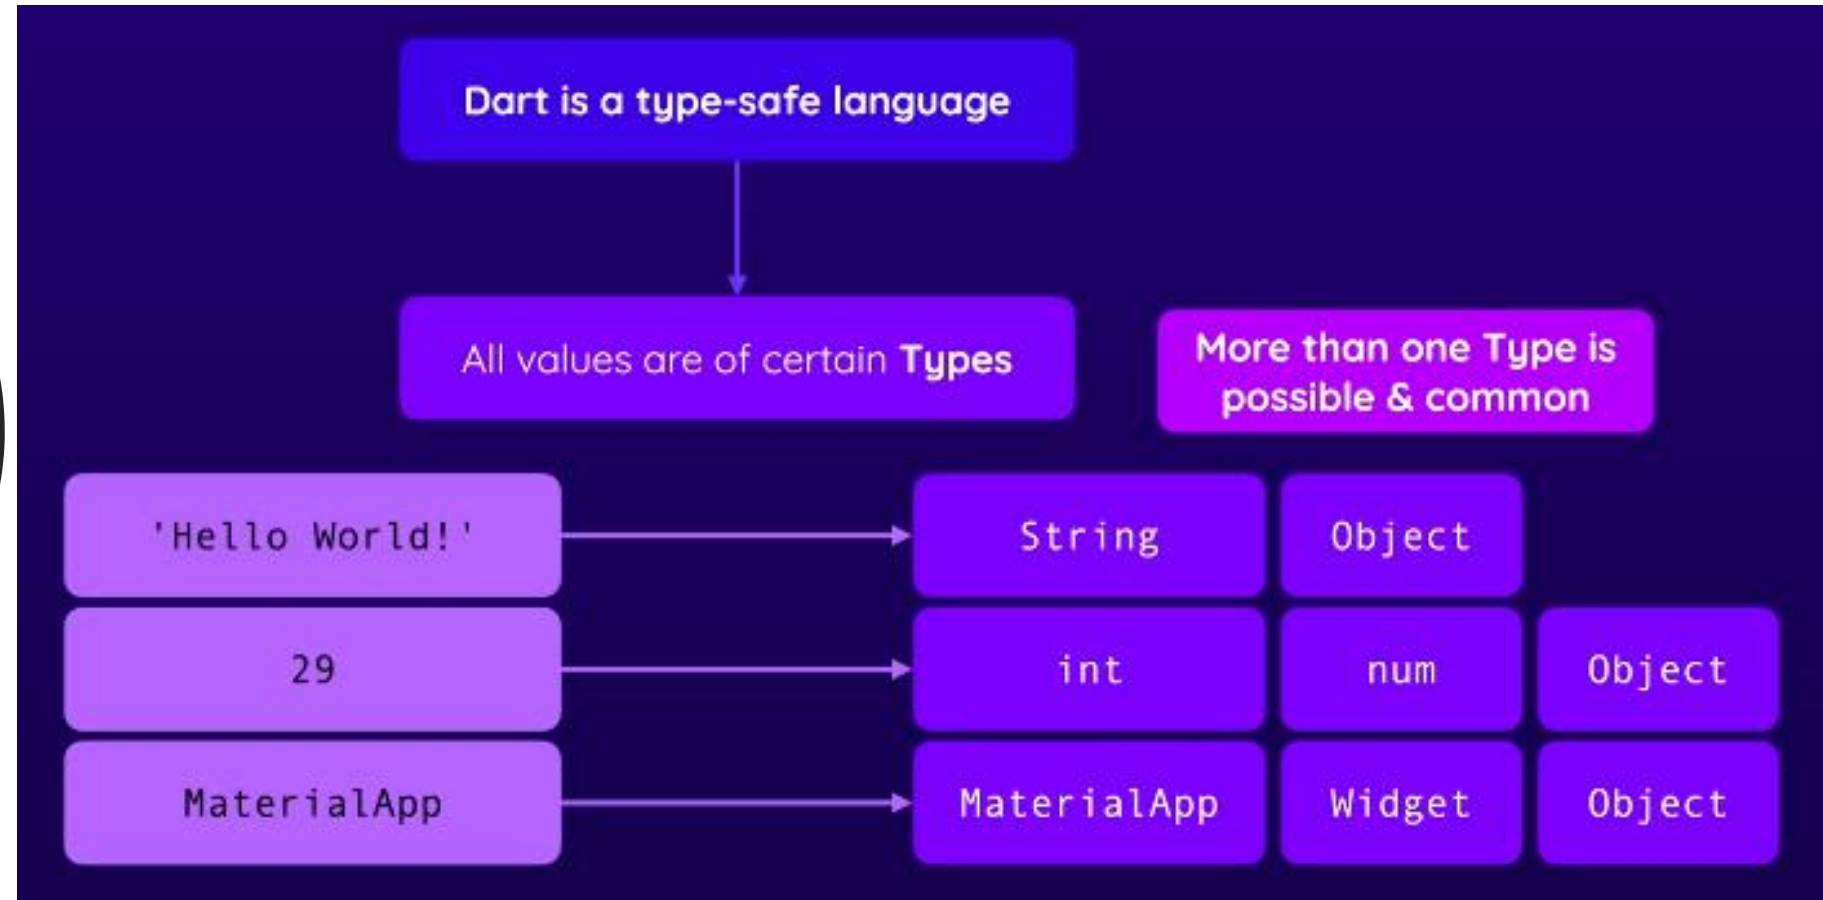 Dart is a type-safe language
All values are of certain Types
More than one Type is
possible & common
'Hello World!'
String
Object
29
int
num
Object
MaterialApp
MaterialApp
Widget
Object